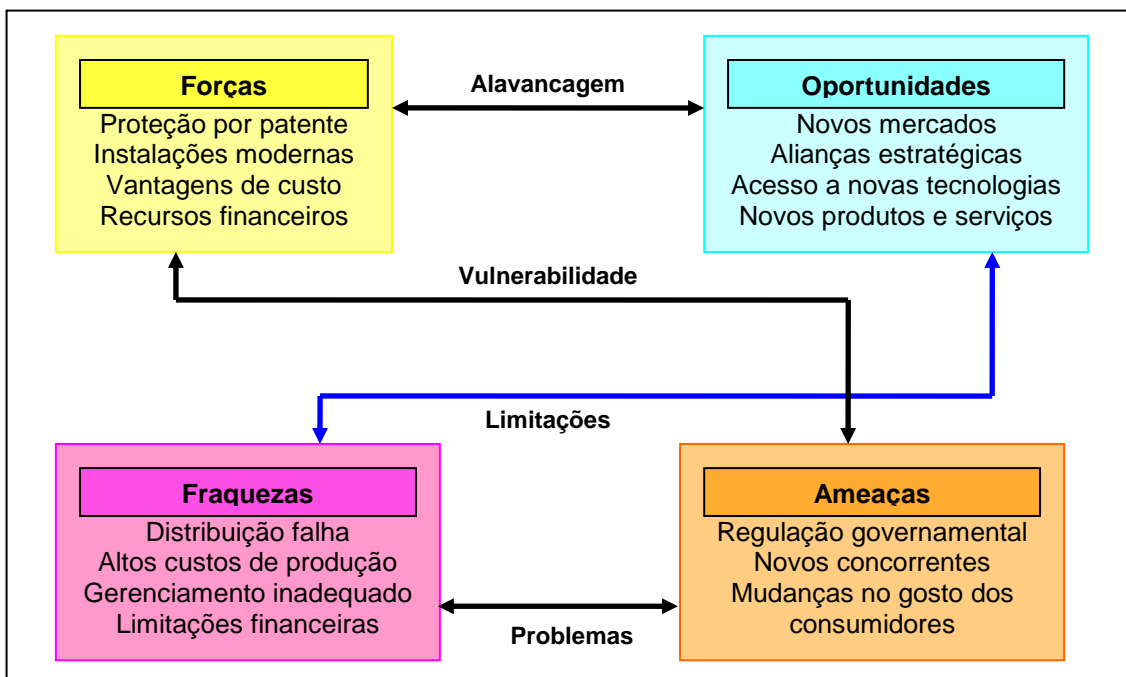 Forças
Proteção por patente
Instalações modernas
Vantagens de custo
Recursos financeiros
Alavancagem
Oportunidades
Novos mercados
Alianças estratégicas
Acesso a novas tecnologias
Novos produtos e serviços
Vulnerabilidade
Limitações
Fraquezas
Distribuição falha
Altos custos de produção
Gerenciamento inadequado
Limitações financeiras
Problemas
Ameaças
Regulação governamental
Novos concorrentes
Mudanças no gosto dos
consumidores